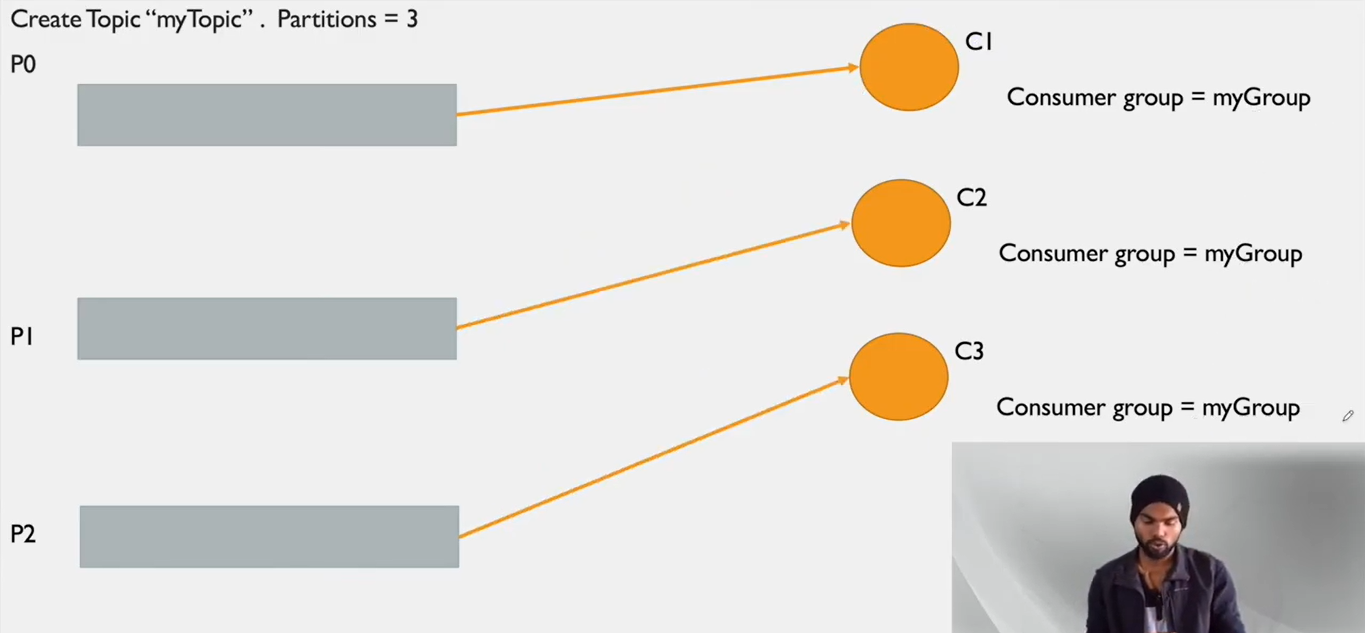 Create Topic “myTopic” .  Partitions = 3
P0
C1
Consumer group = myGroup
C2
Consumer group = myGroup
P1
C3
Consumer group = myGroup
P2